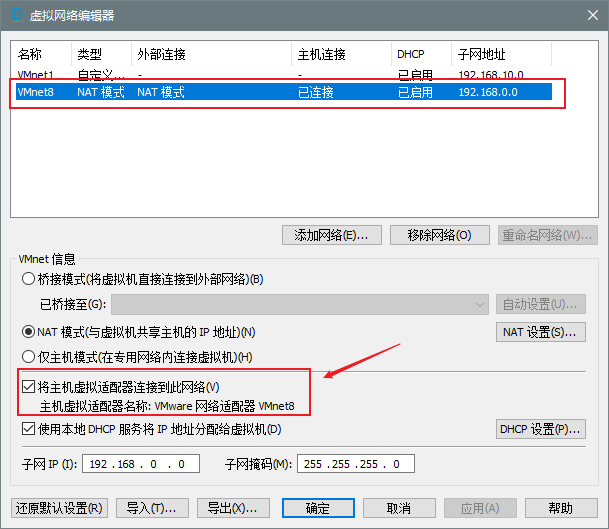 虚拟网络编辑器
名称 类型 外部连接 主机连接 DHCP 子网地址
VMnet1 自定义... - - 已启用 192.168.10.0
VMnet8 NAT 模式 NAT 模式 已连接 已启用 192.168.0.0
添加网络(E)... 移除网络(O) 重命名网络(W)...
VMnet 信息
桥接模式(将虚拟机直接连接到外部网络)(B)
已桥接至(G): 自动设置(U)...
NAT 模式(与虚拟机共享主机的 IP 地址)(N) NAT 设置(S)...
仅主机模式(在专用网络内连接虚拟机)(H)
将主机虚拟适配器连接到此网络(V)
主机虚拟适配器名称: VMware 网络适配器 VMnet8
使用本地 DHCP 服务将 IP 地址分配给虚拟机(D) DHCP 设置(P)...
子网 IP (I): 192 . 168 . 0 . 0 子网掩码(M): 255 . 255 . 255 . 0
还原默认设置(R) 导入(T)... 导出(X)... 确定 取消 应用(A) 帮助